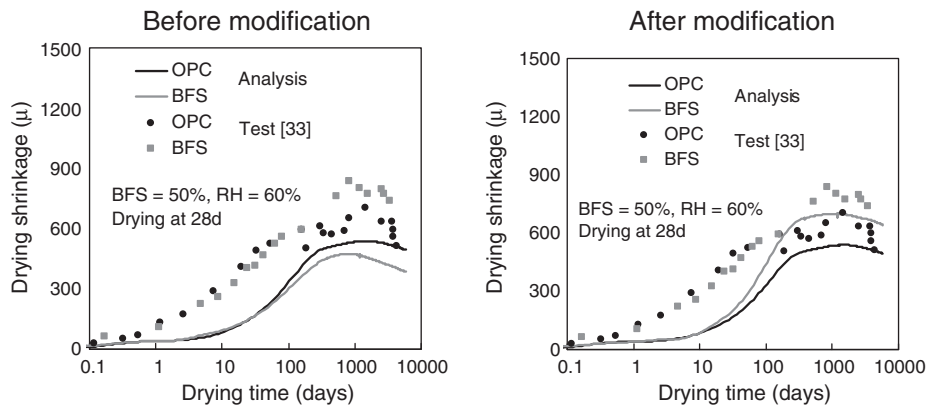 Before modification
1500
1200
900
600
300
0
Drying shrinkage (μ)
OPC
BFS
Analysis
OPC
BFS
Test [33]
BFS = 50%, RH = 60%
Drying at 28d
0.1
1
10
100
1000
10000
Drying time (days)
After modification
1500
1200
900
600
300
0
Drying shrinkage (μ)
OPC
BFS
Analysis
OPC
BFS
Test [33]
BFS = 50%, RH = 60%
Drying at 28d
0.1
1
10
100
1000
10000
Drying time (days)